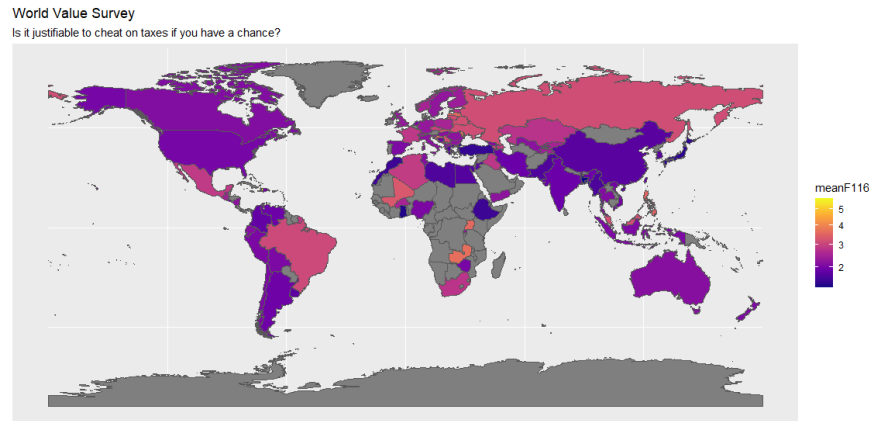 World Value Survey
Is it justifiable to cheat on taxes if you have a chance?
meanF116
5
4
3
2